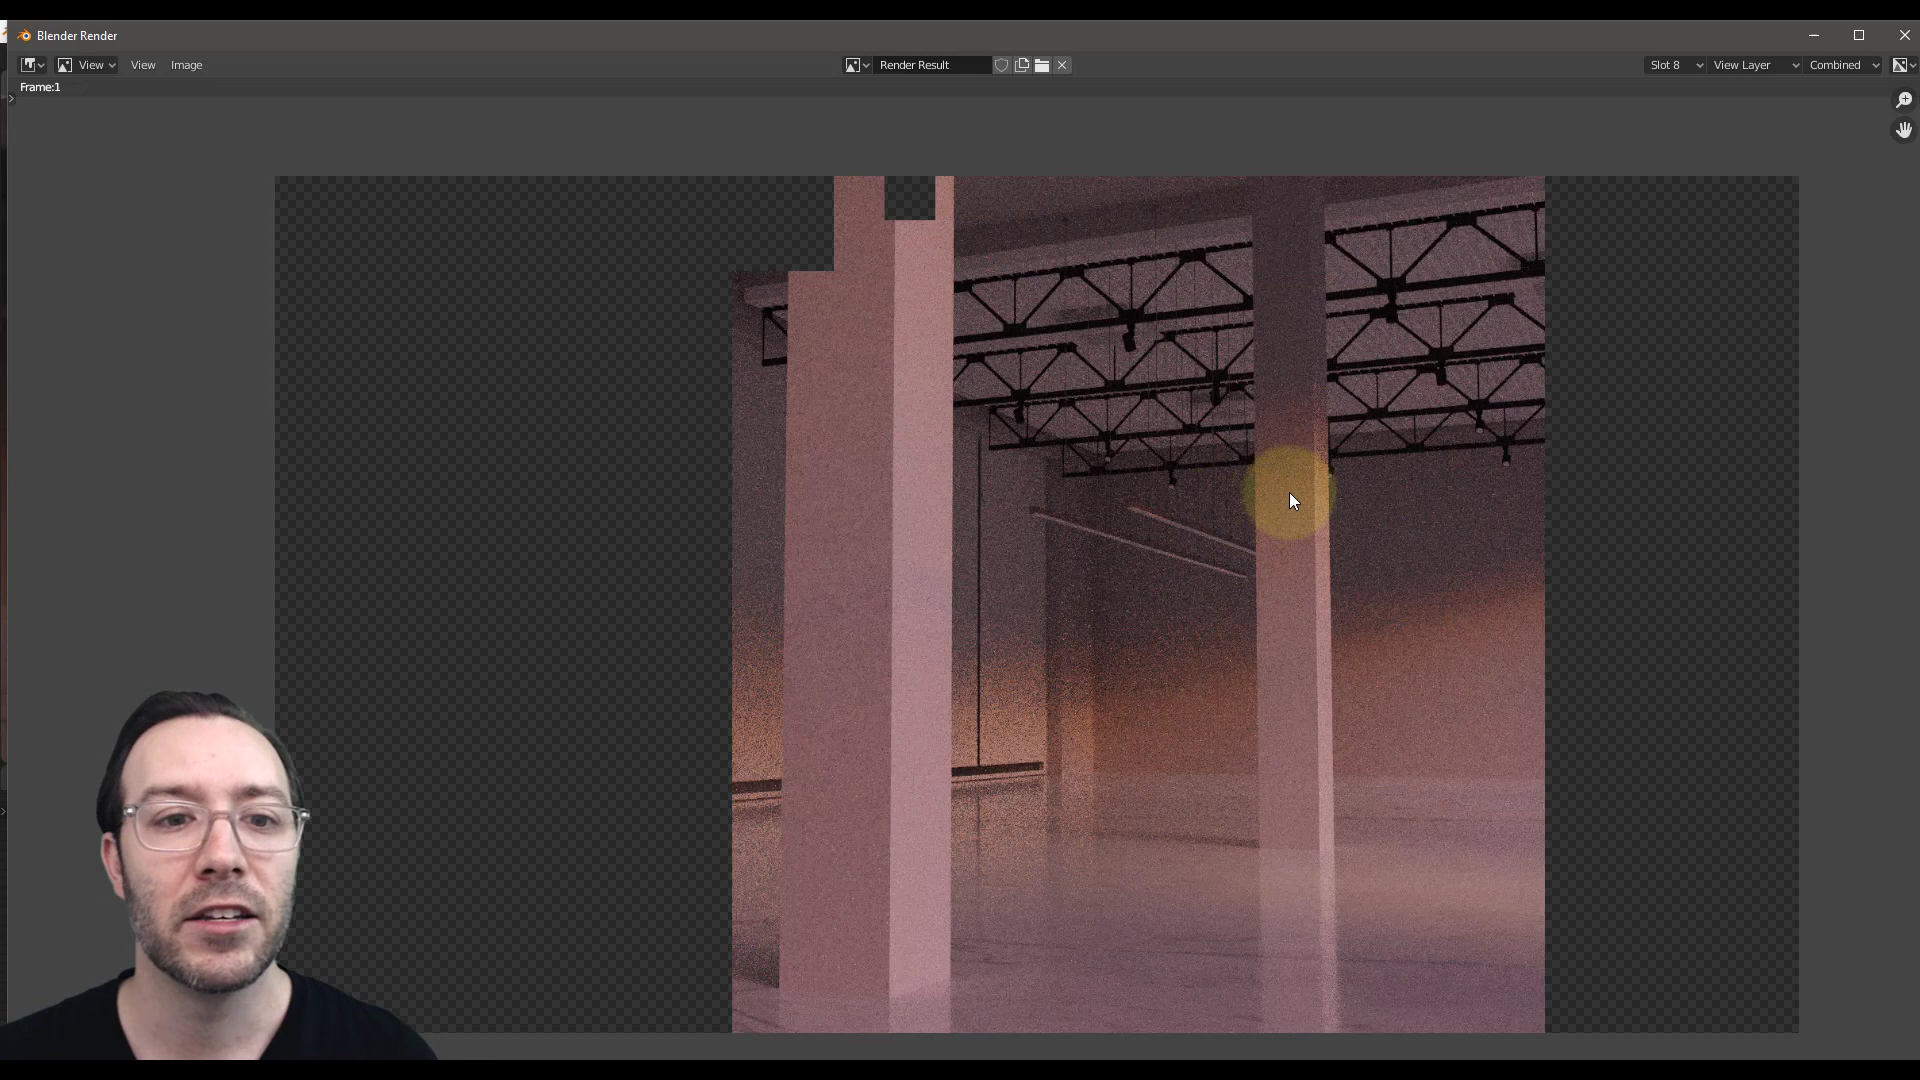 Blender Render
View View Image Render Result Slot 8 View Layer Combined
Frame:1